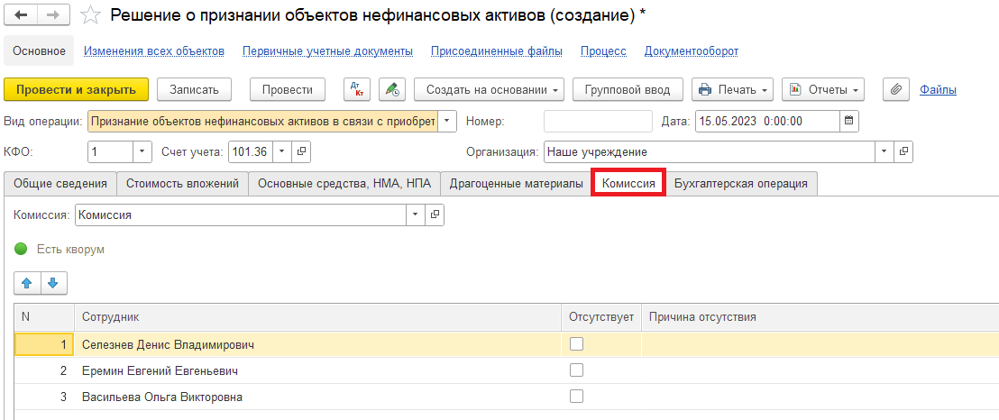 Решение о признании объектов нефинансовых активов (создание) *
Основное Изменения всех объектов Первичные учетные документы Присоединенные файлы Процесс Документооборот
Провести и закрыть Записать Провести Дт Кт Создать на основании Групповой ввод Печать Отчеты Файлы
Вид операции: Признание объектов нефинансовых активов в связи с приобрет Номер: Дата: 15.05.2023 0:00:00
КФО: 1 Счет учета: 101.36 Организация: Наше учреждение
Общие сведения Стоимость вложений Основные средства, НМА, НПА Драгоценные материалы Комиссия Бухгалтерская операция
Комиссия: Комиссия
Есть кворум
N Сотрудник Отсутствует Причина отсутствия
1 Селезнев Денис Владимирович
2 Еремин Евгений Евгеньевич
3 Васильева Ольга Викторовна